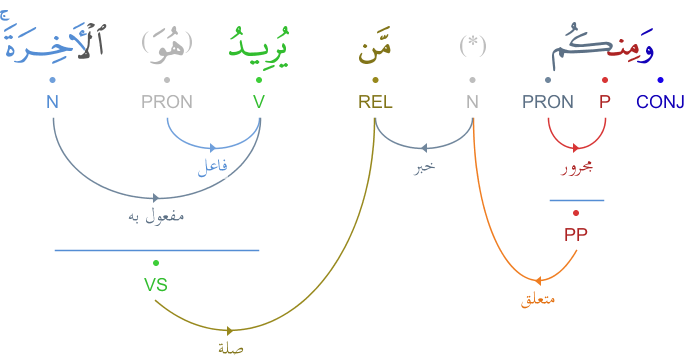 وَمِنكُم (*) مَّن يُرِيدُ (هُوَ) ٱلْـَٔاخِرَةَ ۚ
CONJ P PRON N REL V PRON N
مجرور خبر فاعل
مفعول به
PP
VS
متعلق
صلة